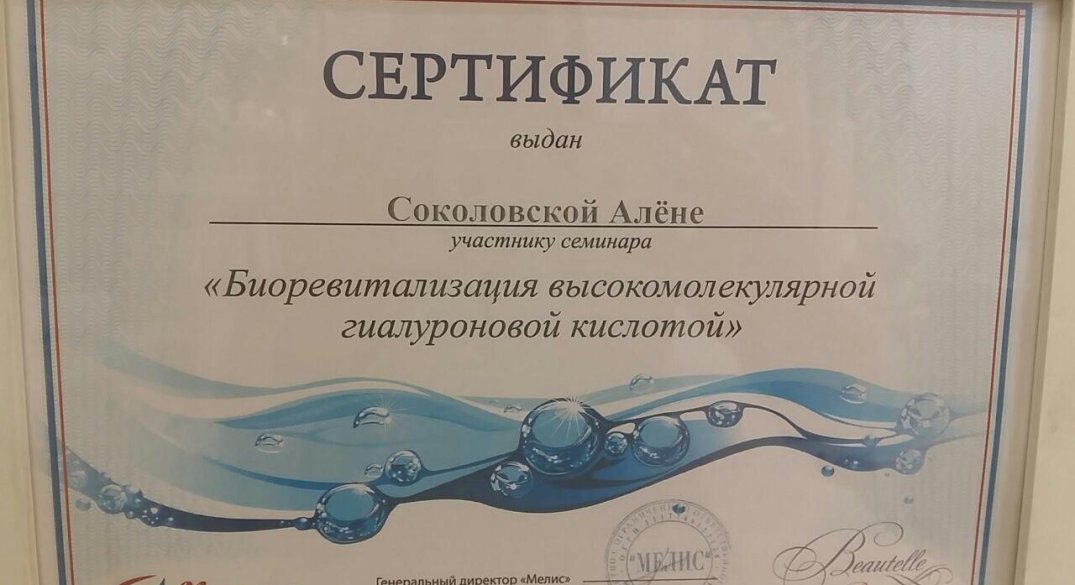 СЕРТИФИКАТ
выдан
Соколовской Алёне
участнику семинара
«Биоревитализация высокомолекулярной
гиалуроновой кислотой»
Генеральный директор «Мелис»
"МЕЛИС"
Beautelle